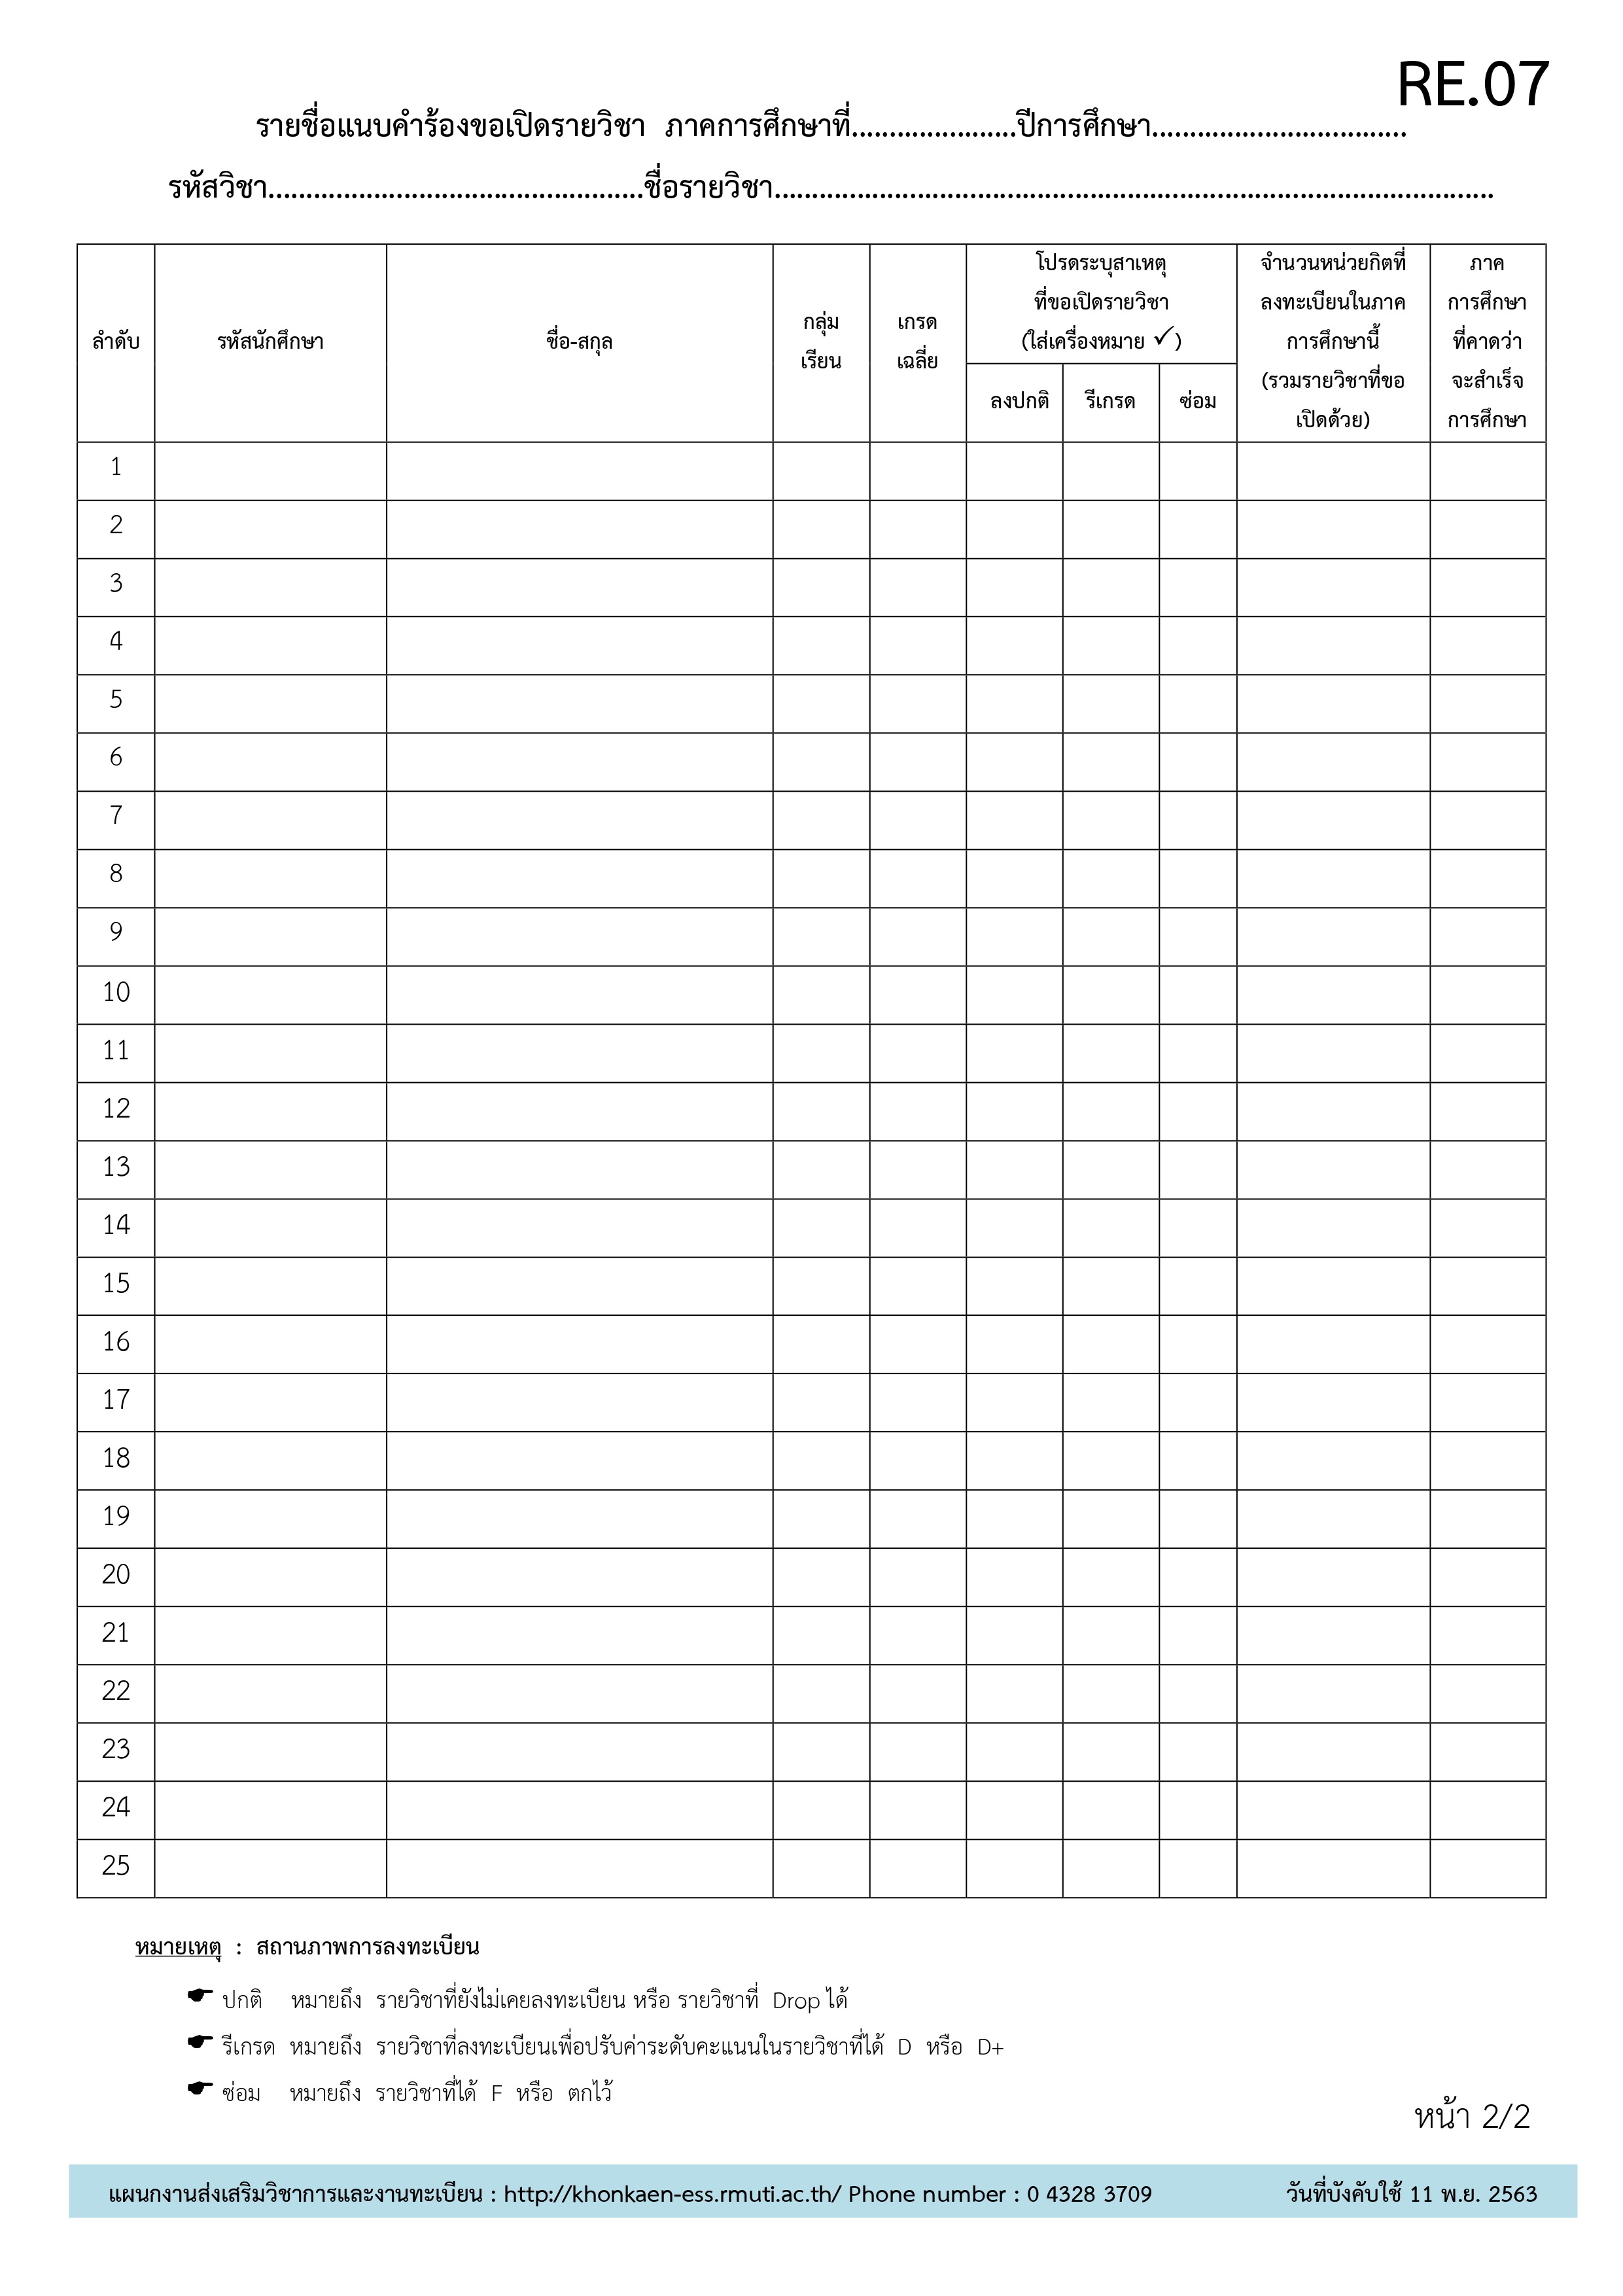 RE.07
รายชื่อแนบคำร้องขอเปิดรายวิชา ภาคการศึกษาที่......................ปีการศึกษา..................................
รหัสวิชา..................................................ชื่อรายวิชา................................................................................................
ลำดับ
รหัสนักศึกษา
ชื่อ-สกุล
กลุ่ม
เรียน
เกรด
เฉลี่ย
โปรดระบุสาเหตุ
ที่ขอเปิดรายวิชา
(ใส่เครื่องหมาย ✓)
ลงปกติ
รีเกรด
ซ่อม
จำนวนหน่วยกิตที่
ลงทะเบียนในภาค
การศึกษานี้
(รวมรายวิชาที่ขอ
เปิดด้วย)
ภาค
การศึกษา
ที่คาดว่า
จะสำเร็จ
การศึกษา
1
2
3
4
5
6
7
8
9
10
11
12
13
14
15
16
17
18
19
20
21
22
23
24
25
หมายเหตุ : สถานภาพการลงทะเบียน
☛ ปกติ หมายถึง รายวิชาที่ยังไม่เคยลงทะเบียน หรือ รายวิชาที่ Drop ได้
☛ รีเกรด หมายถึง รายวิชาที่ลงทะเบียนเพื่อปรับค่าระดับคะแนนในรายวิชาที่ได้ D หรือ D+
☛ ซ่อม หมายถึง รายวิชาที่ได้ F หรือ ตกไว้
หน้า 2/2
แผนกงานส่งเสริมวิชาการและงานทะเบียน : http://khonkaen-ess.rmuti.ac.th/ Phone number : 0 4328 3709 วันที่บังคับใช้ 11 พ.ย. 2563